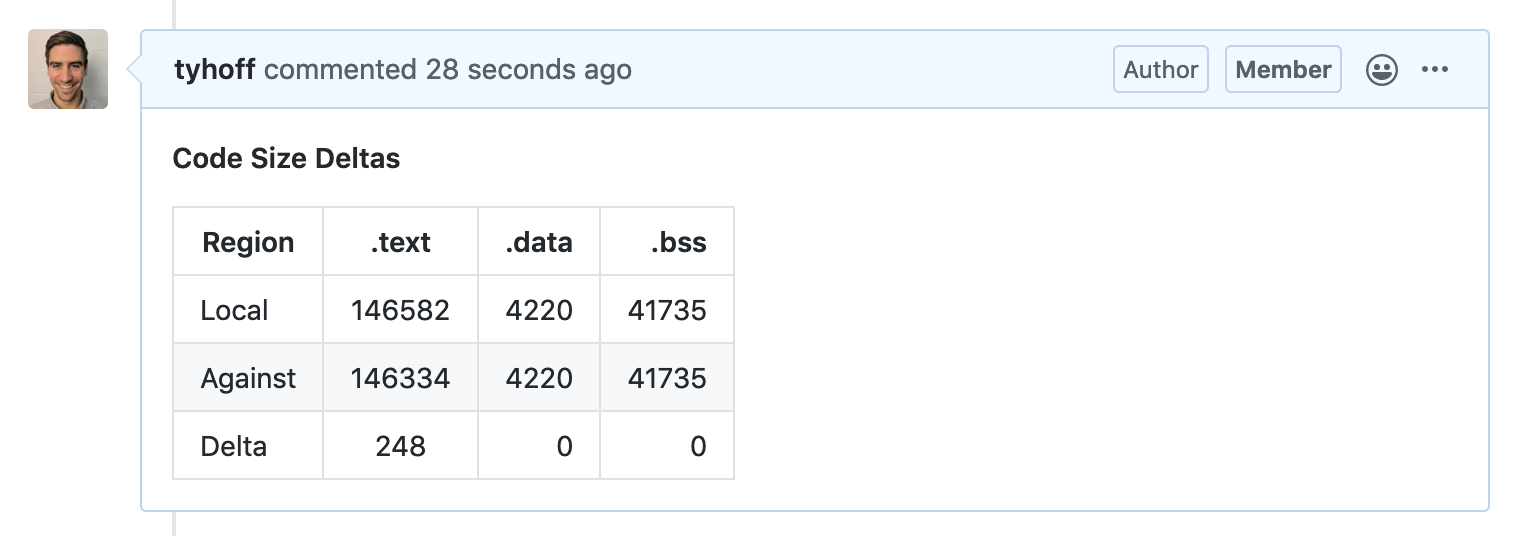 tyhoff commented 28 seconds ago Author Member
Code Size Deltas
Region .text .data .bss
Local 146582 4220 41735
Against 146334 4220 41735
Delta 248 0 0